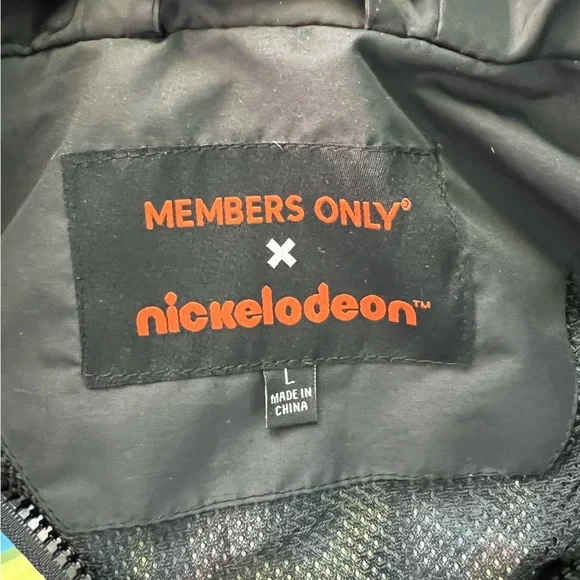 MEMBERS ONLY®
X
nickelodeon™
L
MADE IN
CHINA